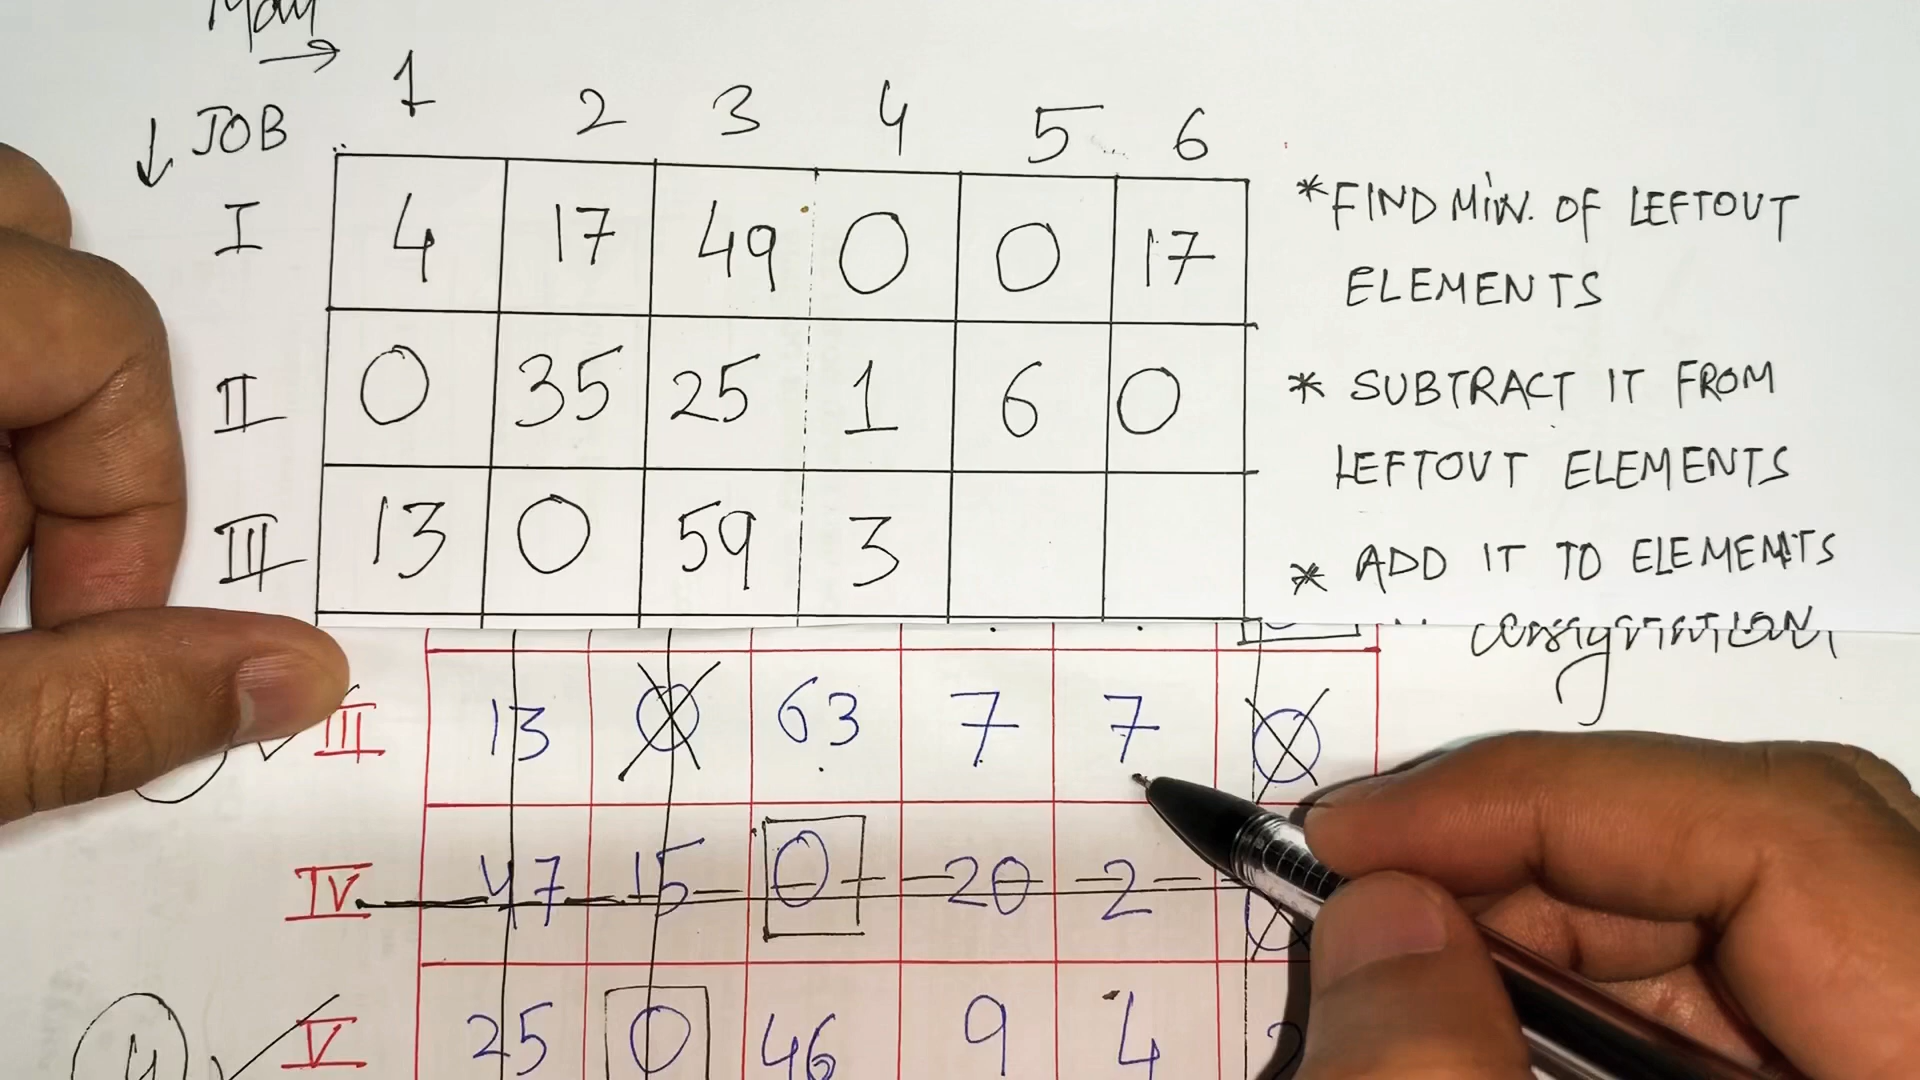 JOB
1 2 3 4 5 6
I 4 17 49 0 0 17
II 0 35 25 1 6 0
III 13 0 59 3
* FIND MIN. OF LEFTOUT
ELEMENTS
* SUBTRACT IT FROM
LEFTOUT ELEMENTS
* ADD IT TO ELEMENTS
III 13 0 63 7 7 0
IV 47 15 0 20 2
V 25 0 46 9 4